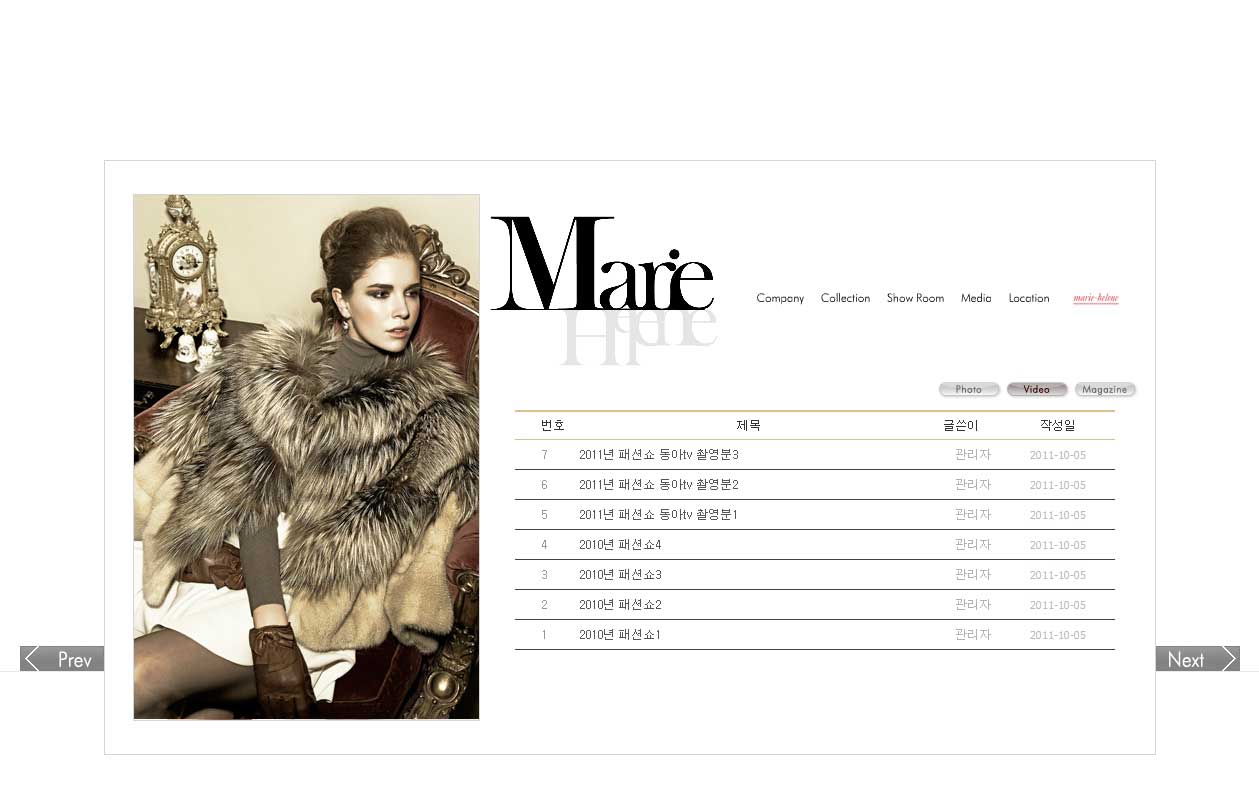 Marie
Helene
Company Collection Show Room Media Location marie-helene
Photo Video Magazine
번호 제목 글쓴이 작성일
7 2011년 패션쇼 동아tv 촬영분3 관리자 2011-10-05
6 2011년 패션쇼 동아tv 촬영분2 관리자 2011-10-05
5 2011년 패션쇼 동아tv 촬영분1 관리자 2011-10-05
4 2010년 패션쇼4 관리자 2011-10-05
3 2010년 패션쇼3 관리자 2011-10-05
2 2010년 패션쇼2 관리자 2011-10-05
1 2010년 패션쇼1 관리자 2011-10-05
Prev Next